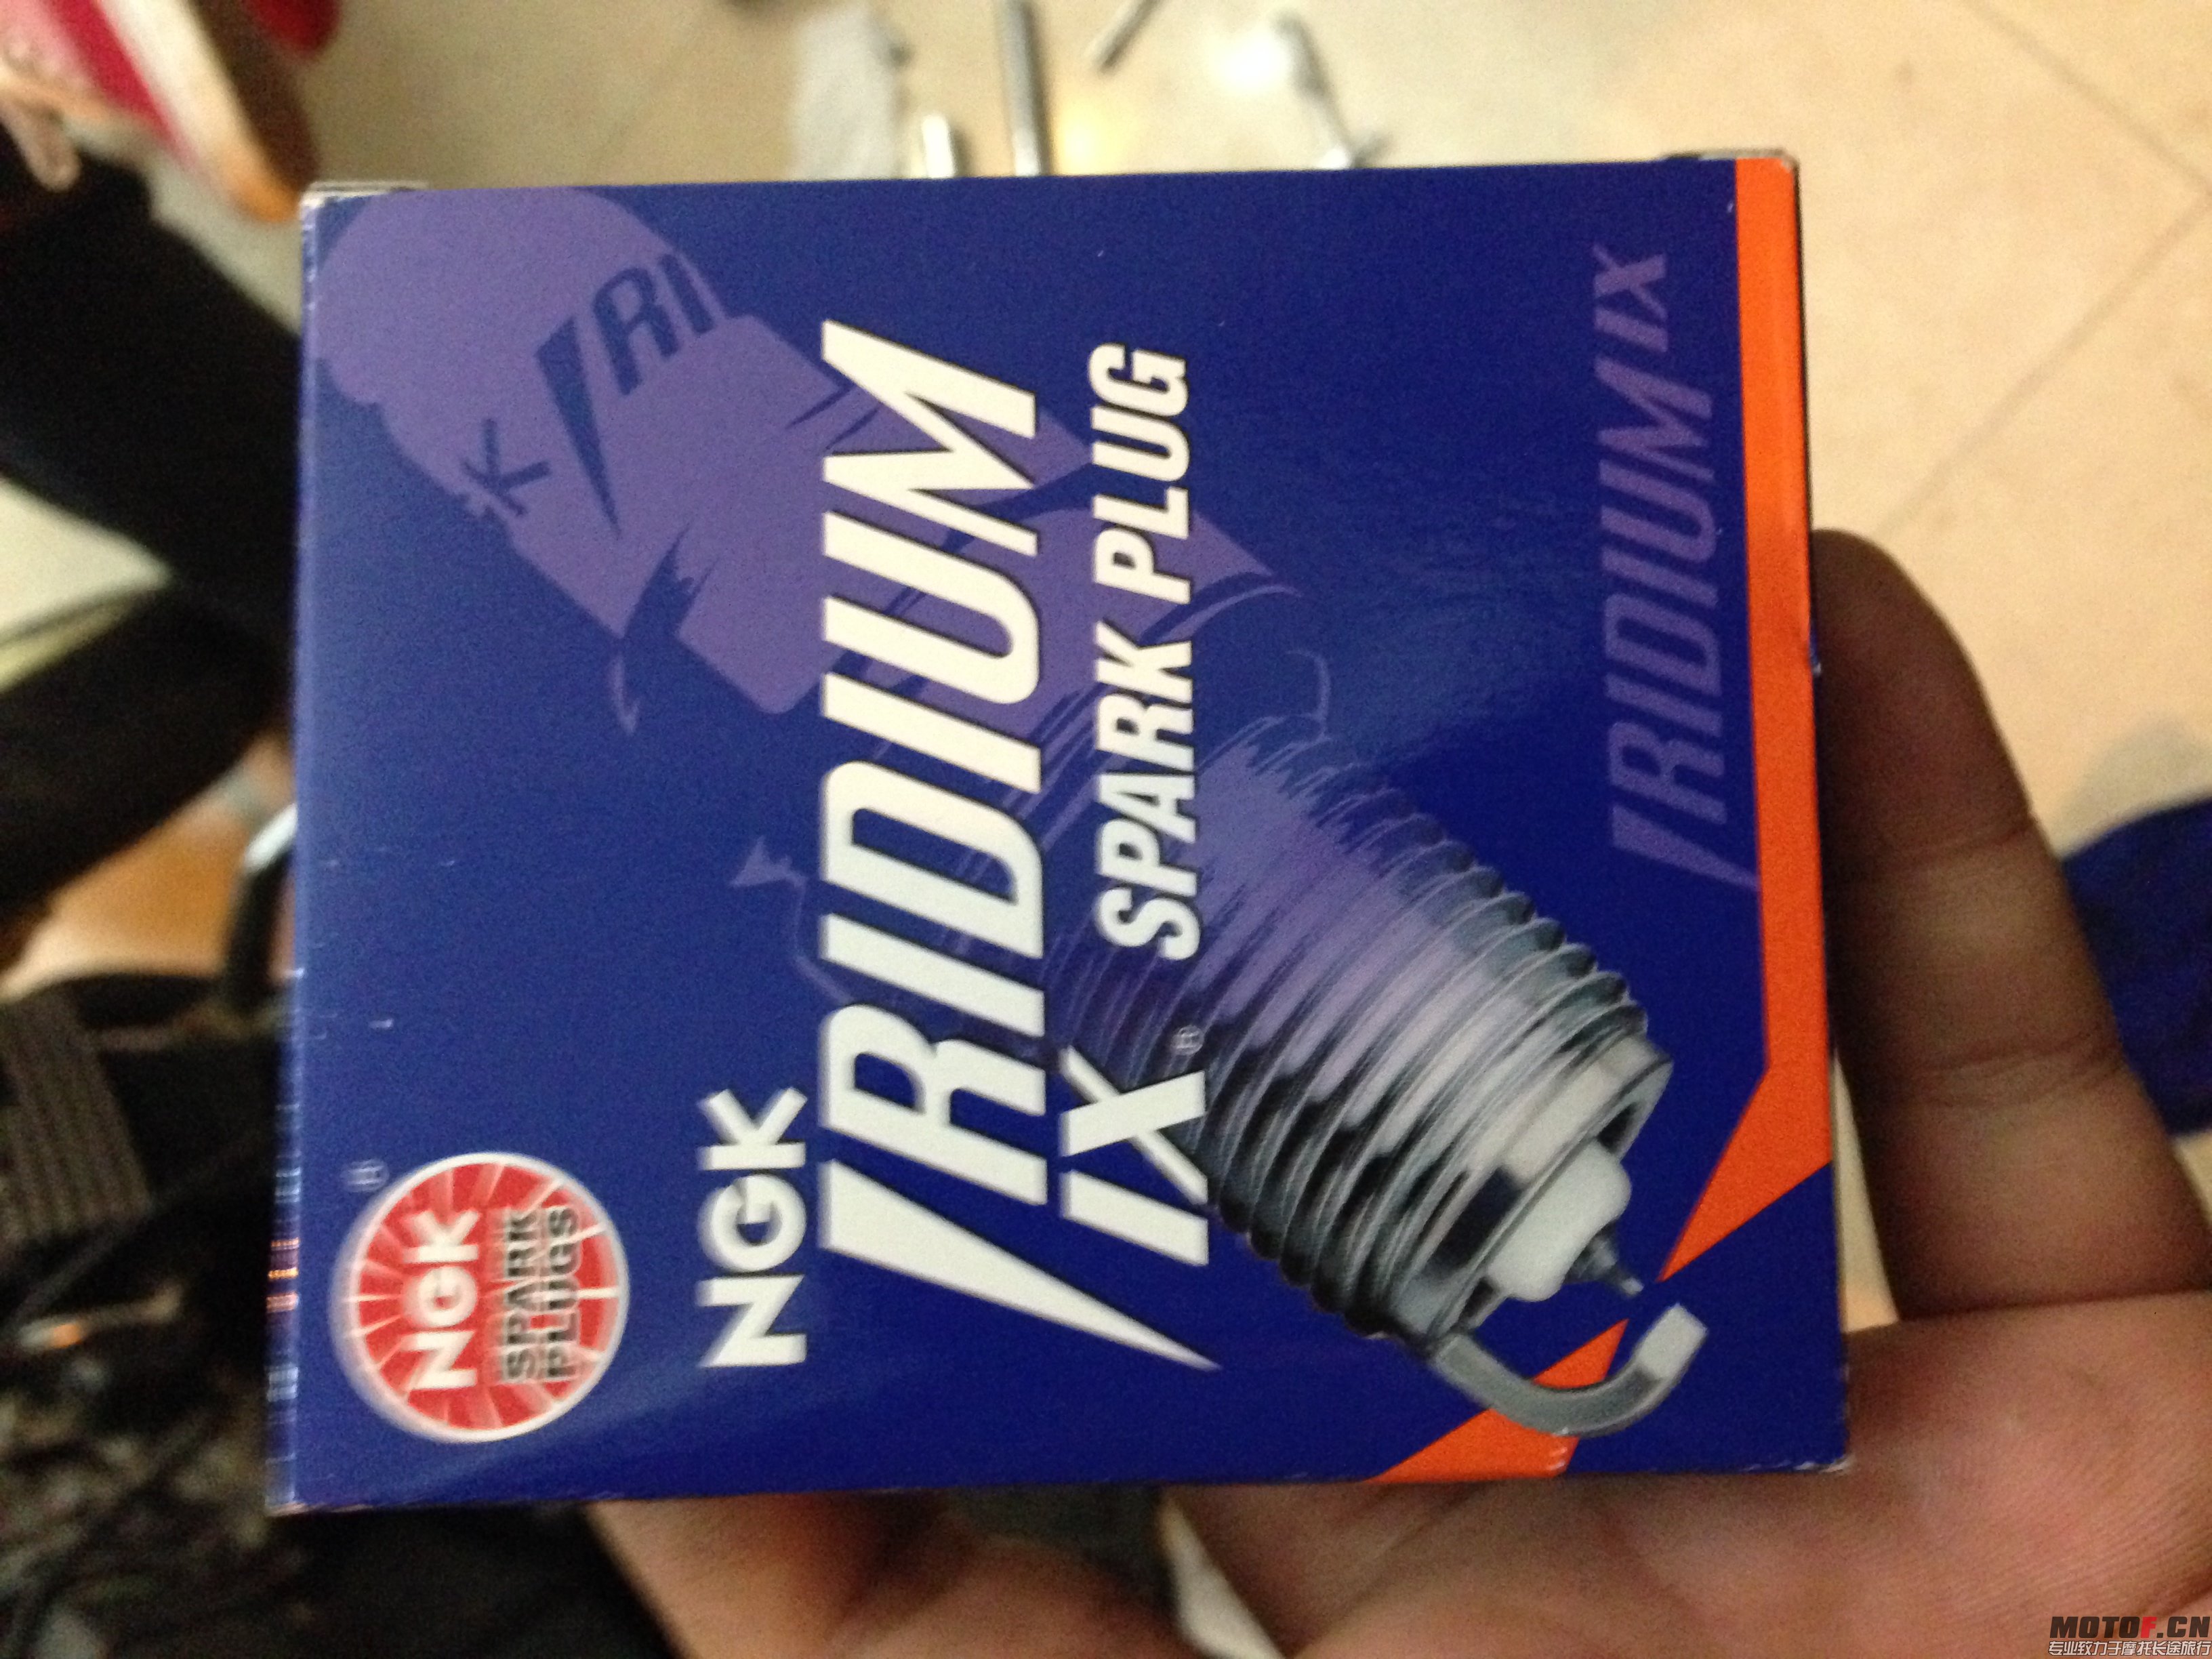 NGK
SPARK
PLUGS
NGK
IRIDIUM
IX SPARK PLUG
K IRI
IRIDIUM IX
MOTOF.CN
专业致力于摩托长途旅行